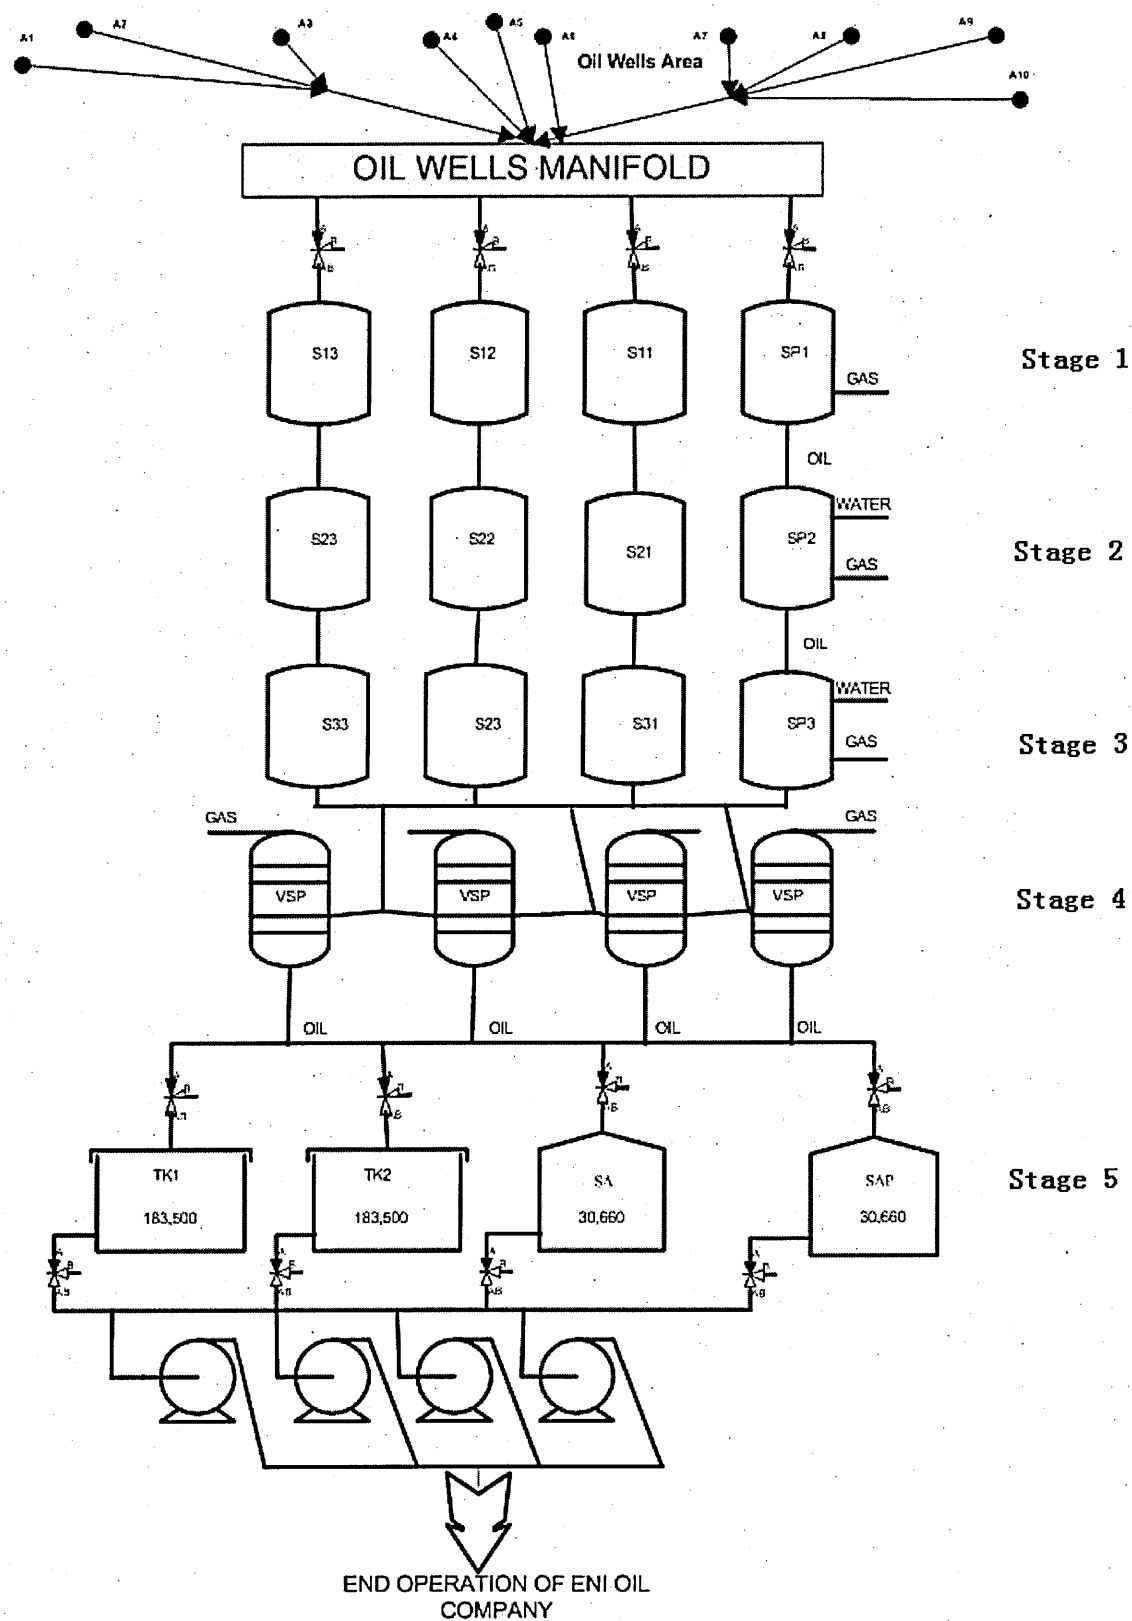 A1
A2
A3
A4
A5
A6
A7
A8
A9
A10
Oil Wells Area
OIL WELLS MANIFOLD
S13
S12
S11
SP1
Stage 1
GAS
OIL
S23
S22
S21
SP2
WATER
GAS
Stage 2
OIL
S33
S23
S31
SP3
WATER
GAS
Stage 3
GAS
GAS
VSP
VSP
VSP
VSP
Stage 4
OIL
OIL
OIL
OIL
TK1
183,500
TK2
183,500
SA
30,660
SAP
30,660
Stage 5
END OPERATION OF ENI OIL
COMPANY